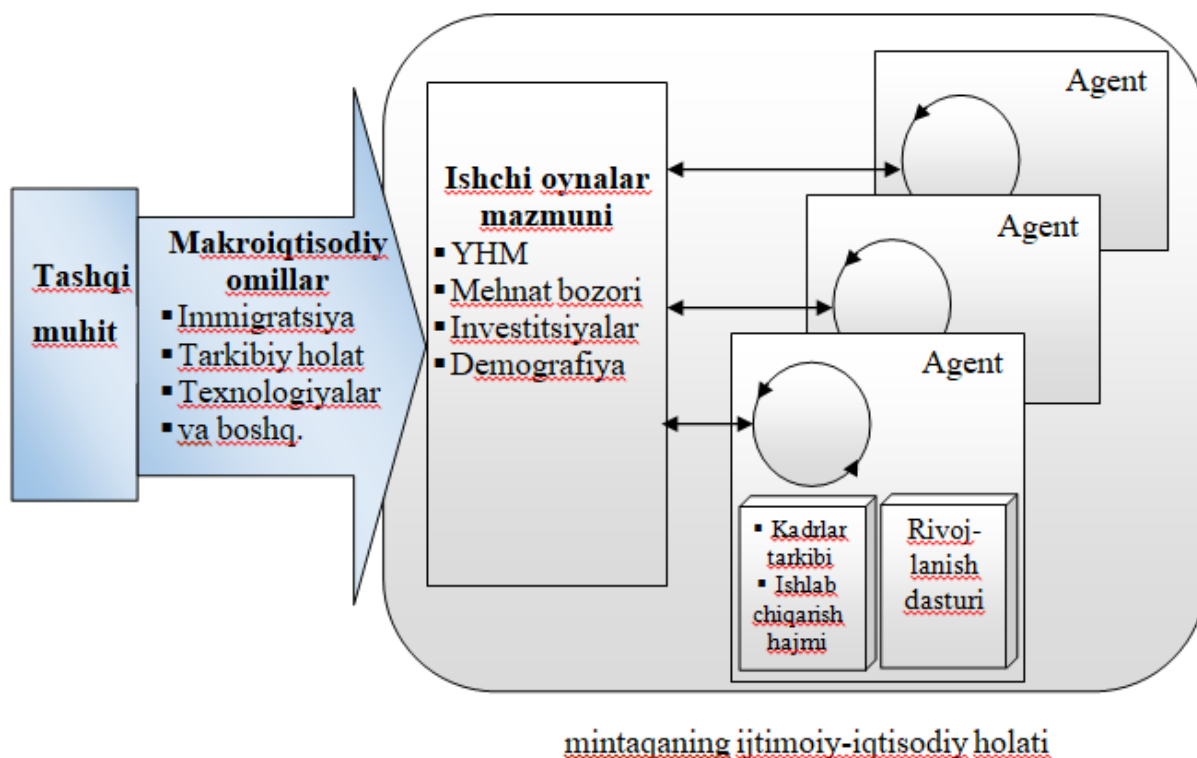 Tashqi
muhit
Makroiqtisodiy
omillar
▪ Immigratsiya
▪ Tarkibiy holat
▪ Texnologiyalar
▪ va boshq.
Ishchi oynalar
mazmuni
▪ YHM
▪ Mehnat bozori
▪ Investitsiyalar
▪ Demografiya
Agent
Agent
Agent
▪ Kadrlar
tarkibi
▪ Ishlab
chiqarish
hajmi
Rivoj-
lanish
dasturi
mintaqaning ijtimoiy-iqtisodiy holati